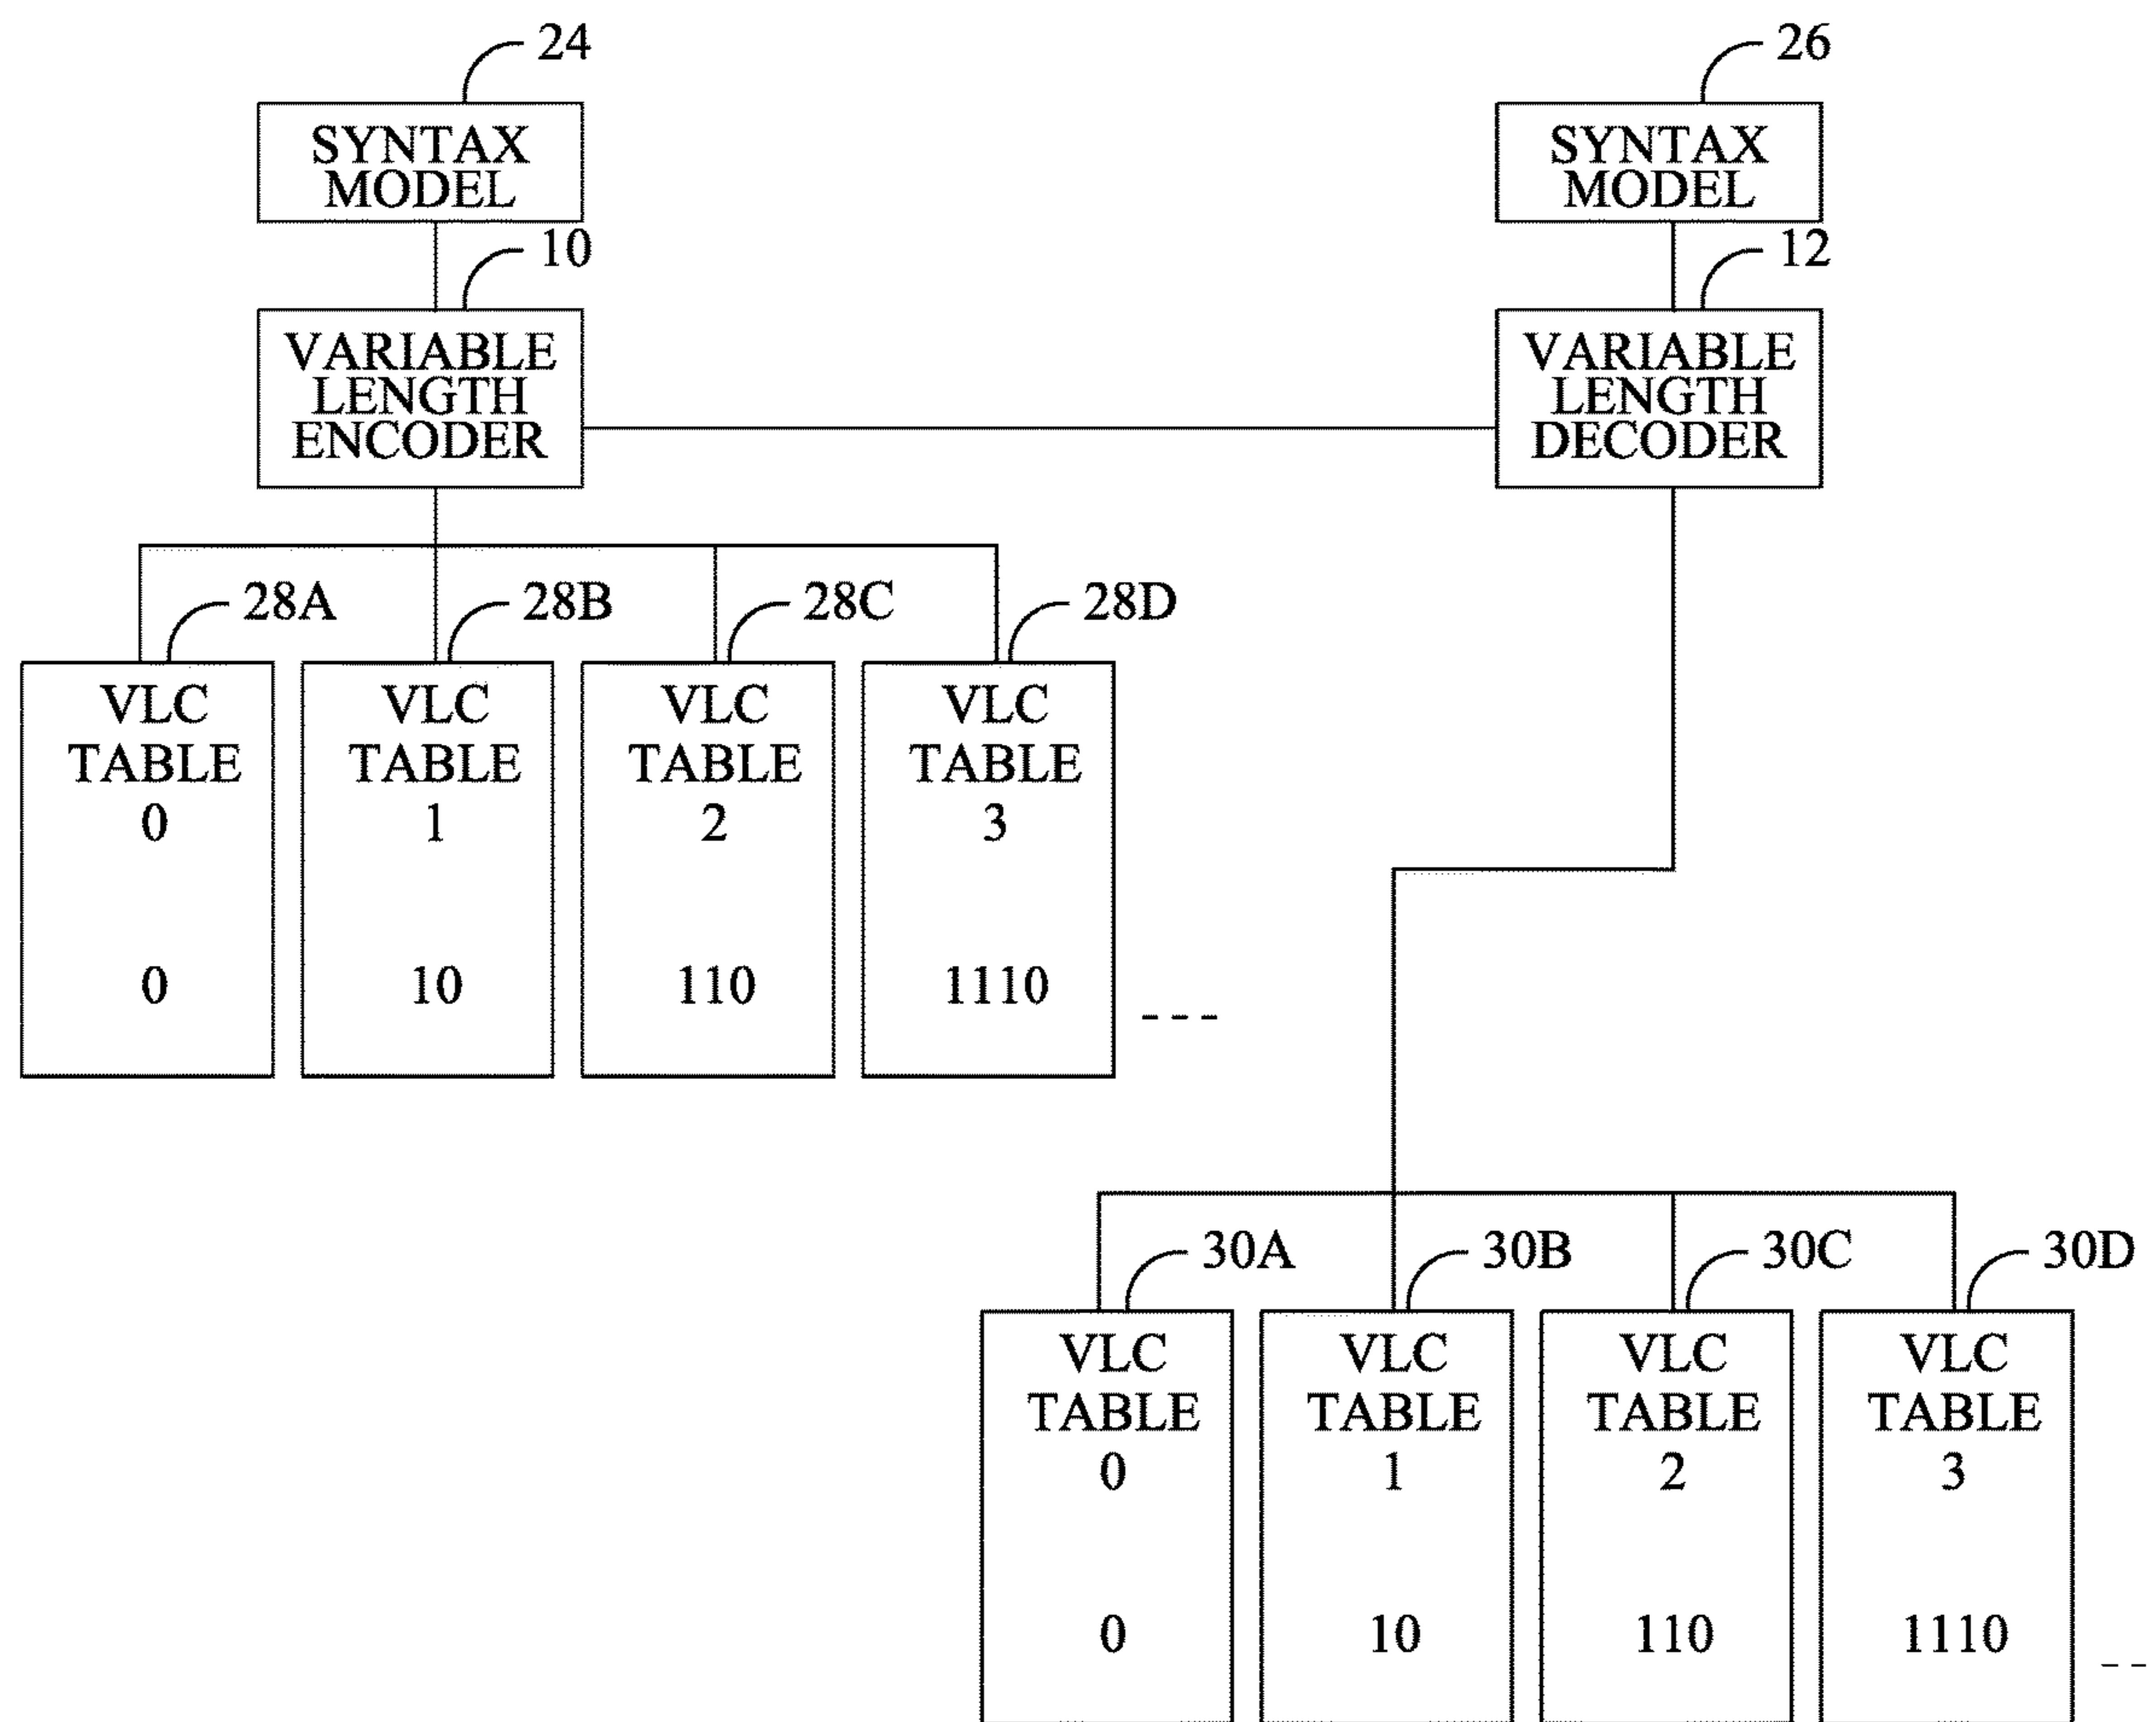 24
26
SYNTAX
MODEL
SYNTAX
MODEL
10
12
VARIABLE
LENGTH
ENCODER
VARIABLE
LENGTH
DECODER
28A
28B
28C
28D
VLC
TABLE
0
0
VLC
TABLE
1
10
VLC
TABLE
2
110
VLC
TABLE
3
1110
30A
30B
30C
30D
VLC
TABLE
0
0
VLC
TABLE
1
10
VLC
TABLE
2
110
VLC
TABLE
3
1110